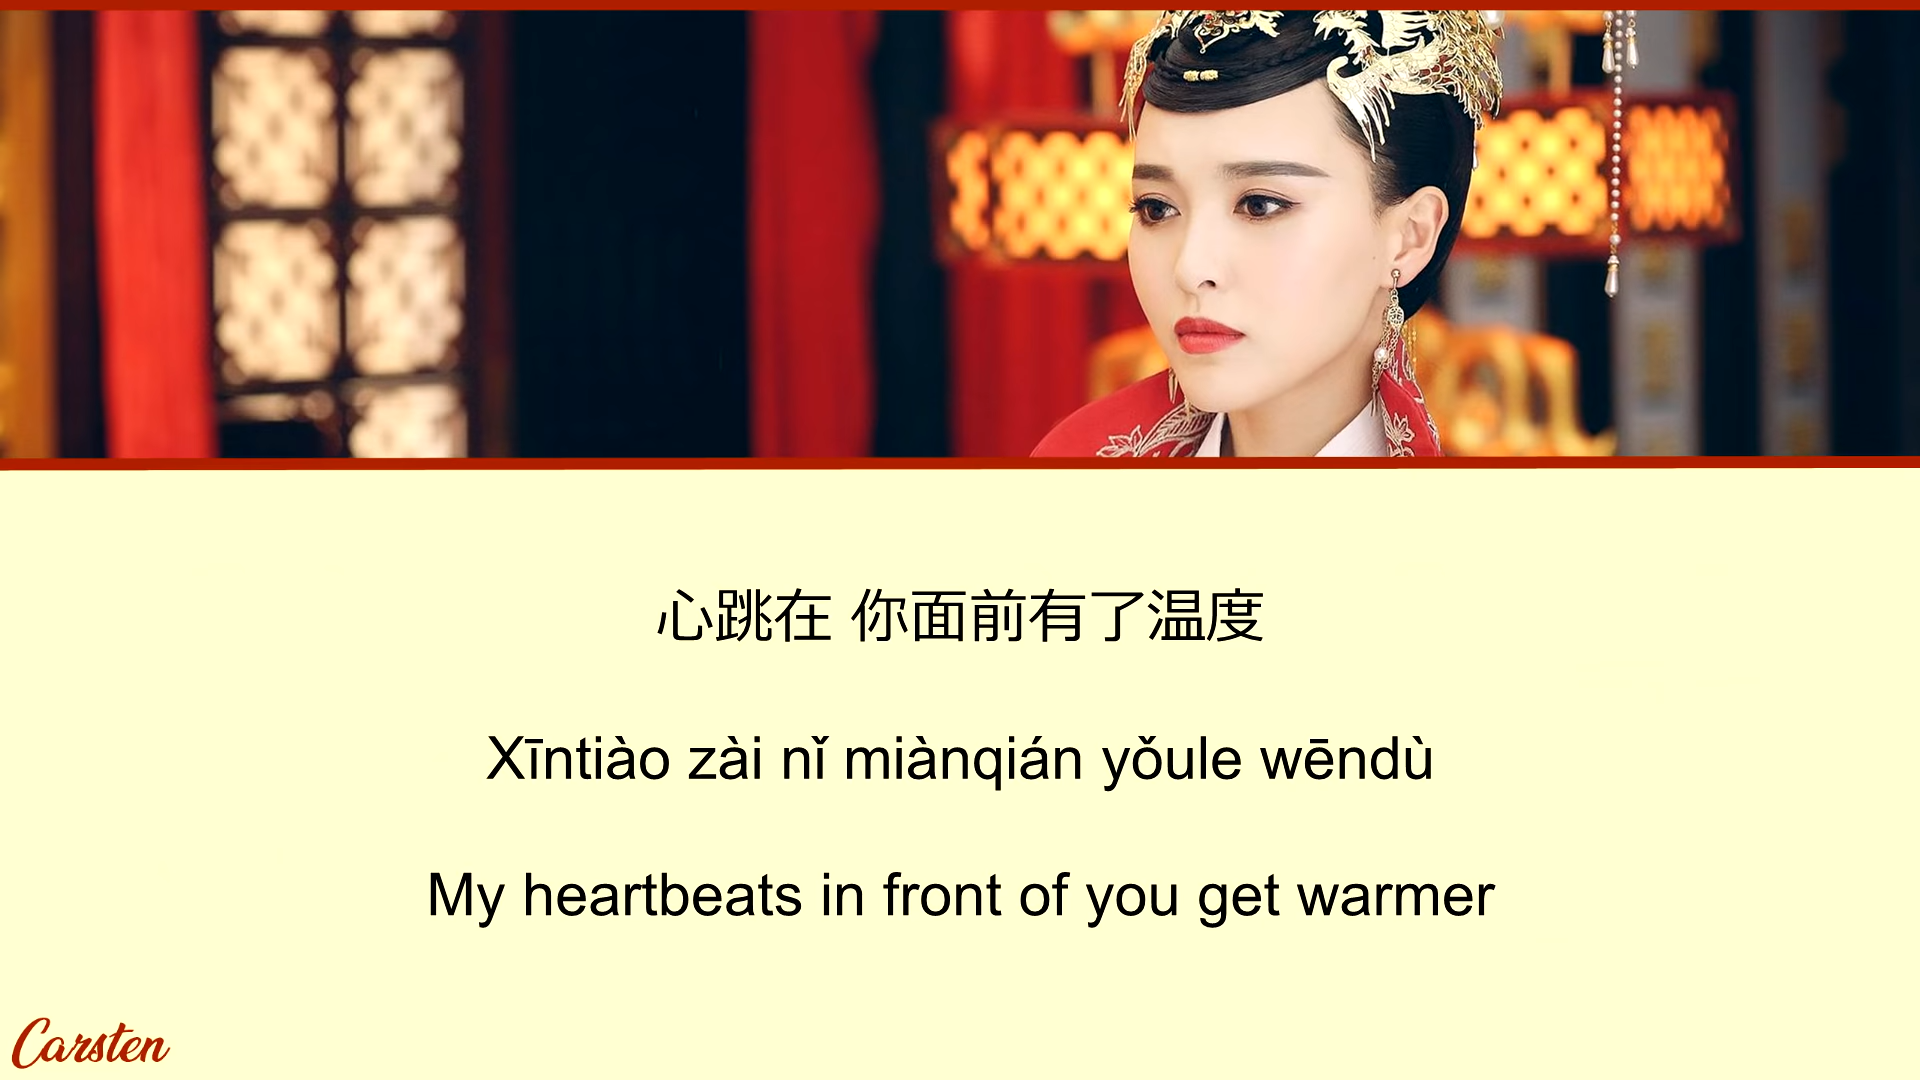 心跳在 你面前有了温度
Xīntiào zài nǐ miànqián yǒule wēndù
My heartbeats in front of you get warmer
Carsten